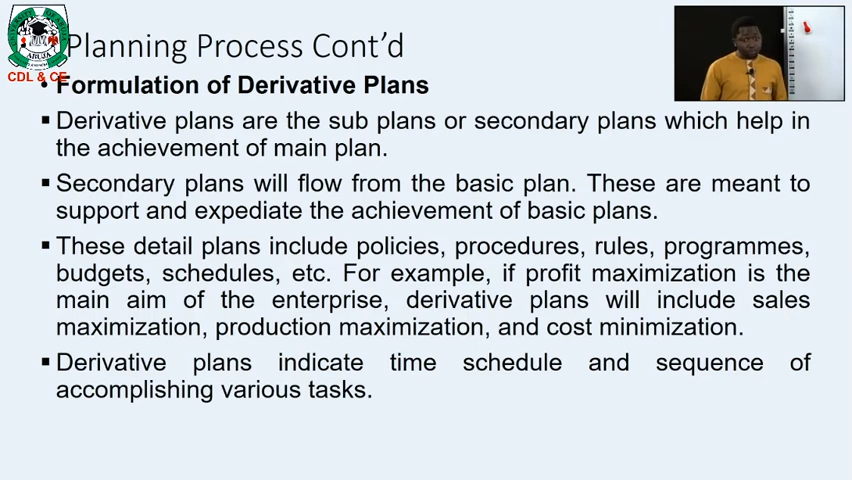 Planning Process Cont’d
ABUJA
CDL & CE
• Formulation of Derivative Plans
▪ Derivative plans are the sub plans or secondary plans which help in
the achievement of main plan.
▪ Secondary plans will flow from the basic plan. These are meant to
support and expediate the achievement of basic plans.
▪ These detail plans include policies, procedures, rules, programmes,
budgets, schedules, etc. For example, if profit maximization is the
main aim of the enterprise, derivative plans will include sales
maximization, production maximization, and cost minimization.
▪ Derivative plans indicate time schedule and sequence of
accomplishing various tasks.